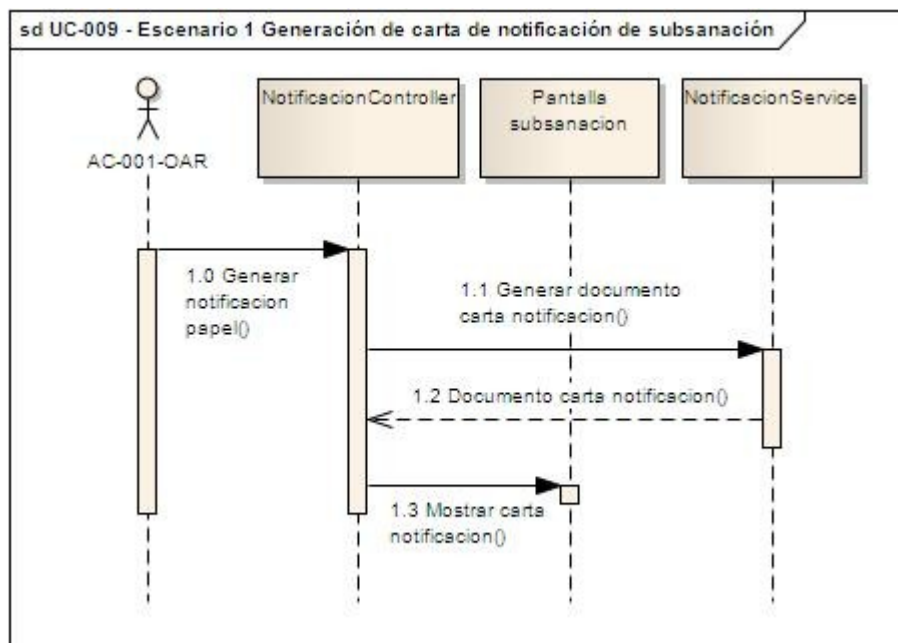 sd UC-009 - Escenario 1 Generación de carta de notificación de subsanación
AC-001-OAR
NotificacionController
Pantalla
subsanacion
NotificacionService
1.0 Generar
notificacion
papel()
1.1 Generar documento
carta notificacion()
1.2 Documento carta notificacion()
1.3 Mostrar carta
notificacion()